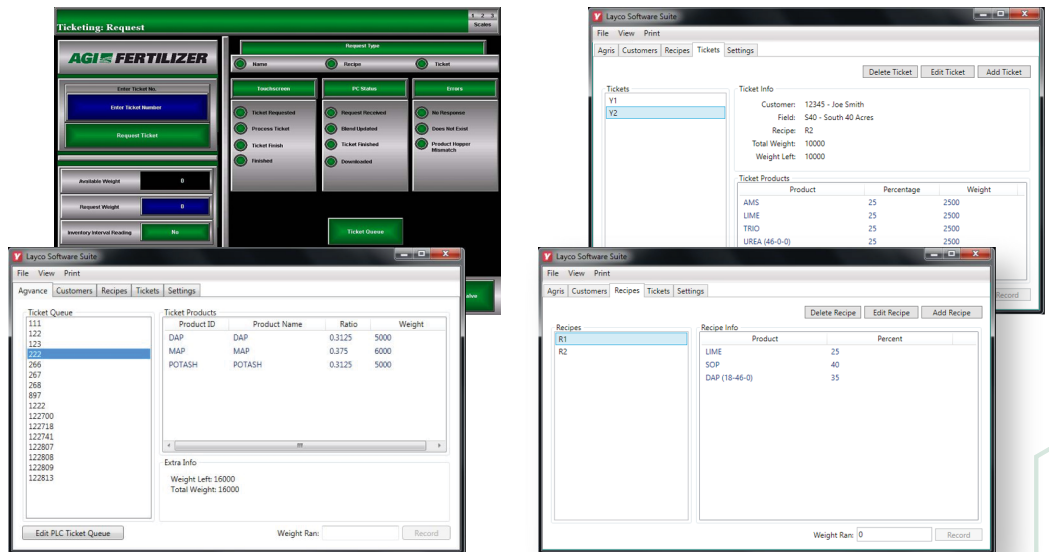 Ticketing: Request
1 2 3
Scales
AGI FERTILIZER
Enter Ticket No.
Enter Ticket Number
Request Ticket
Available Weight 0
Request Weight 0
Inventory Interval Reading No
Request Type
Name Recipe Ticket
Touchscreen PC Status Errors
Ticket Requested Request Received No Response
Process Ticket Blend Updated Does Not Exist
Ticket Finish Ticket Finished Product Hopper Mismatch
Finished Downloaded
Ticket Queue
Layco Software Suite
File View Print
Agris Customers Recipes Tickets Settings
Delete Ticket Edit Ticket Add Ticket
Tickets
Y1
Y2
Ticket Info
Customer: 12345 - Joe Smith
Field: S40 - South 40 Acres
Recipe: R2
Total Weight: 10000
Weight Left: 10000
Ticket Products
Product Percentage Weight
AMS 25 2500
LIME 25 2500
TRIO 25 2500
UREA (46-0-0) 25 2500
Record
Layco Software Suite
File View Print
Agvance Customers Recipes Tickets Settings
Ticket Queue
111
122
123
222
266
267
268
897
1222
122700
122718
122741
122807
122808
122809
122813
Ticket Products
Product ID Product Name Ratio Weight
DAP DAP 0.3125 5000
MAP MAP 0.375 6000
POTASH POTASH 0.3125 5000
Extra Info
Weight Left: 16000
Total Weight: 16000
Edit PLC Ticket Queue
Weight Ran: Record
Layco Software Suite
File View Print
Agris Customers Recipes Tickets Settings
Delete Recipe Edit Recipe Add Recipe
Recipes
R1
R2
Recipe Info
Product Percent
LIME 25
SOP 40
DAP (18-46-0) 35
Weight Ran: 0 Record